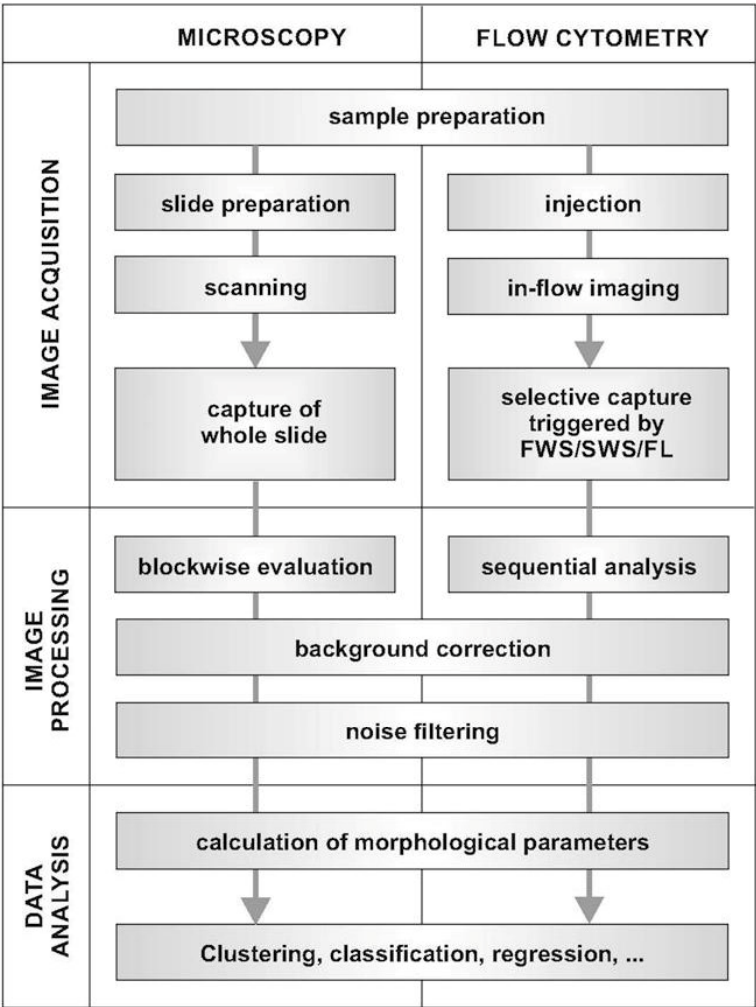 MICROSCOPY
FLOW CYTOMETRY
IMAGE ACQUISITION
sample preparation
slide preparation
injection
scanning
in-flow imaging
capture of
whole slide
selective capture
triggered by
FWS/SWS/FL
IMAGE
PROCESSING
blockwise evaluation
sequential analysis
background correction
noise filtering
DATA
ANALYSIS
calculation of morphological parameters
Clustering, classification, regression, ...